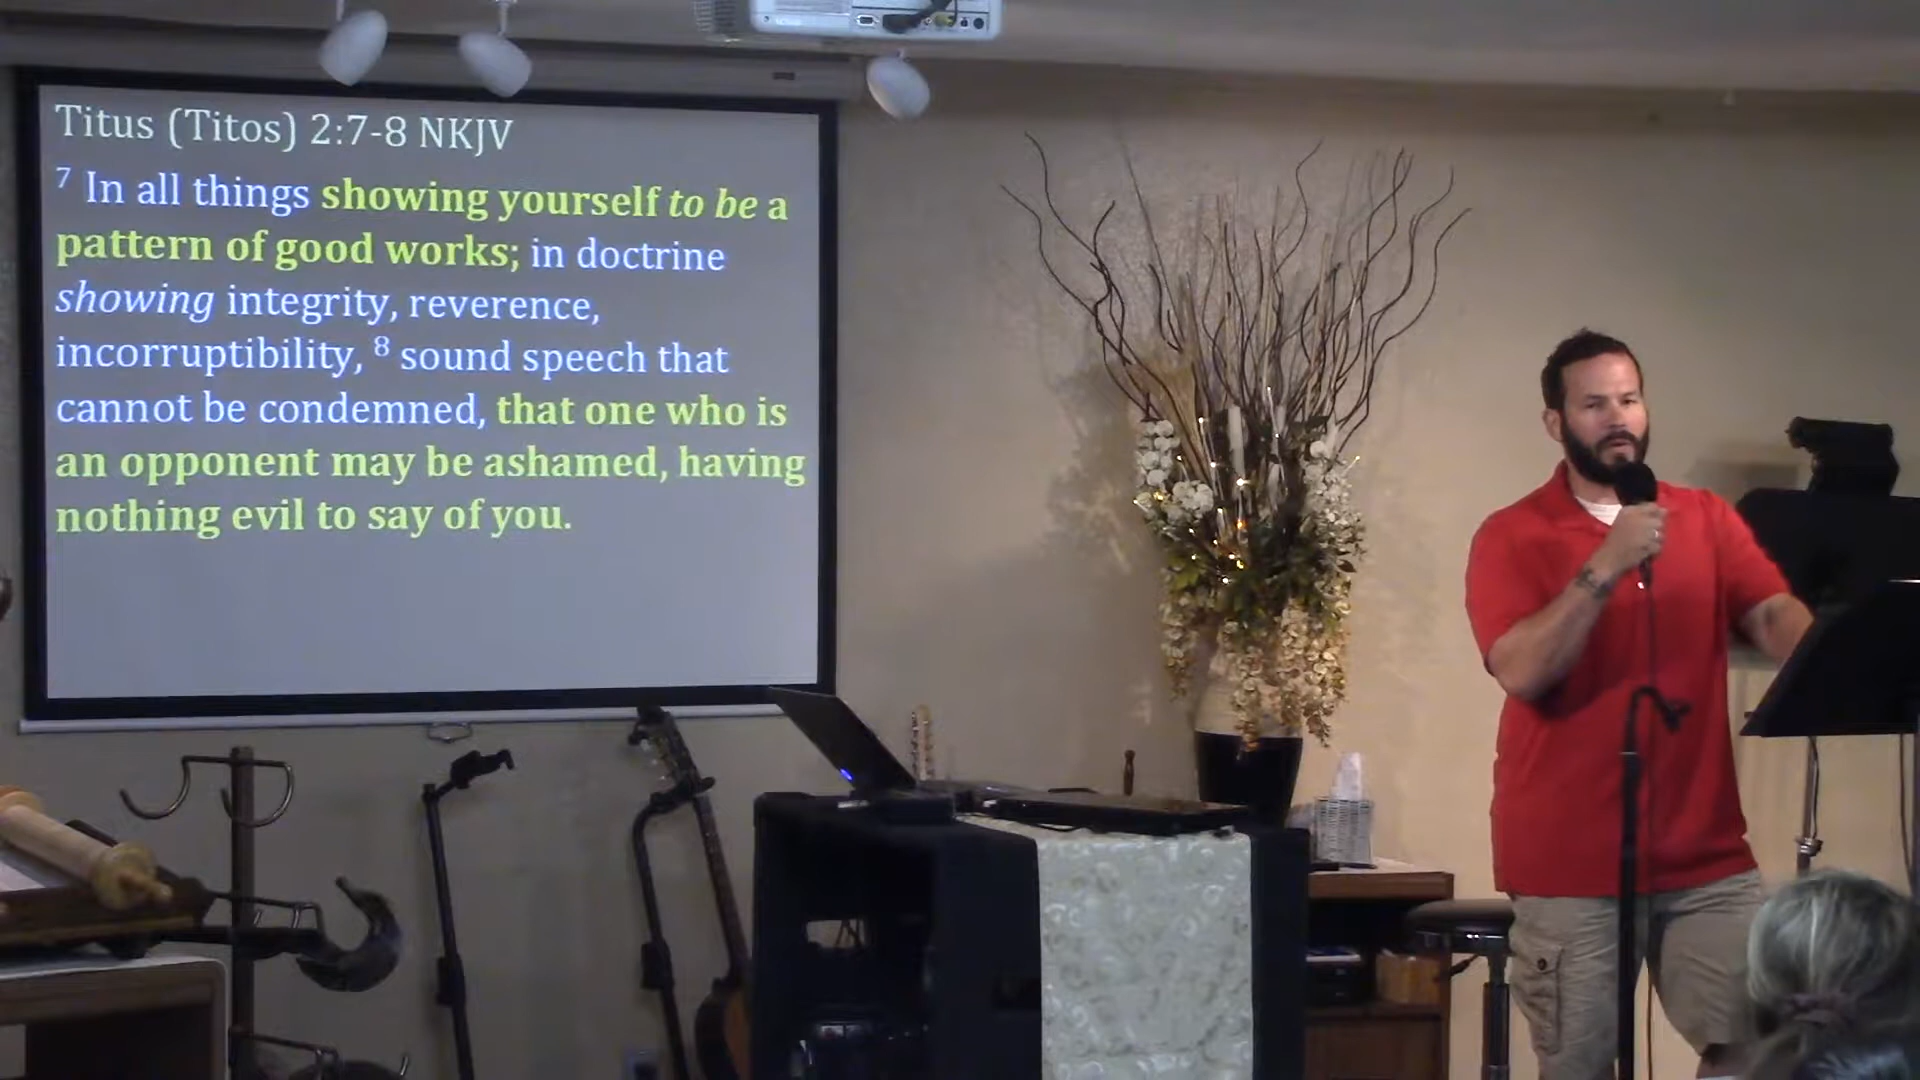 Titus (Titos) 2:7-8 NKJV
7 In all things showing yourself to be a
pattern of good works; in doctrine
showing integrity, reverence,
incorruptibility, 8 sound speech that
cannot be condemned, that one who is
an opponent may be ashamed, having
nothing evil to say of you.